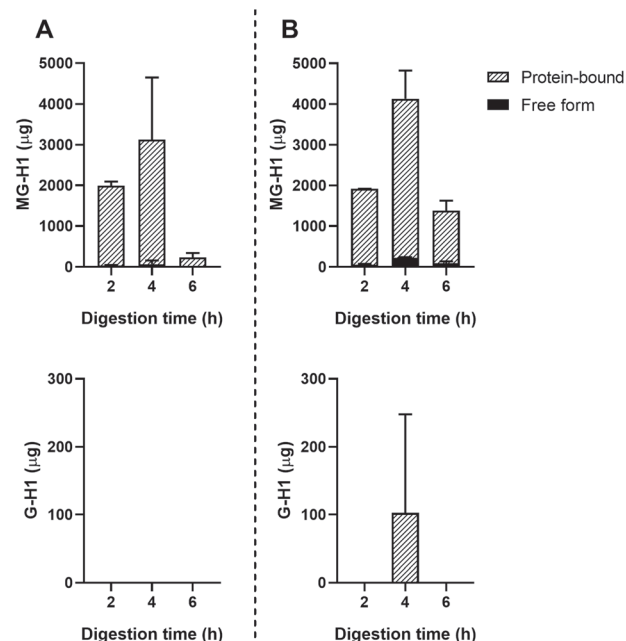 A
5000
4000
3000
2000
1000
0
MG-H1 (μg)
2 4 6
Digestion time (h)
B
5000
4000
3000
2000
1000
0
MG-H1 (μg)
2 4 6
Digestion time (h)
Protein-bound
Free form
300
200
100
0
G-H1 (μg)
2 4 6
Digestion time (h)
300
200
100
0
G-H1 (μg)
2 4 6
Digestion time (h)